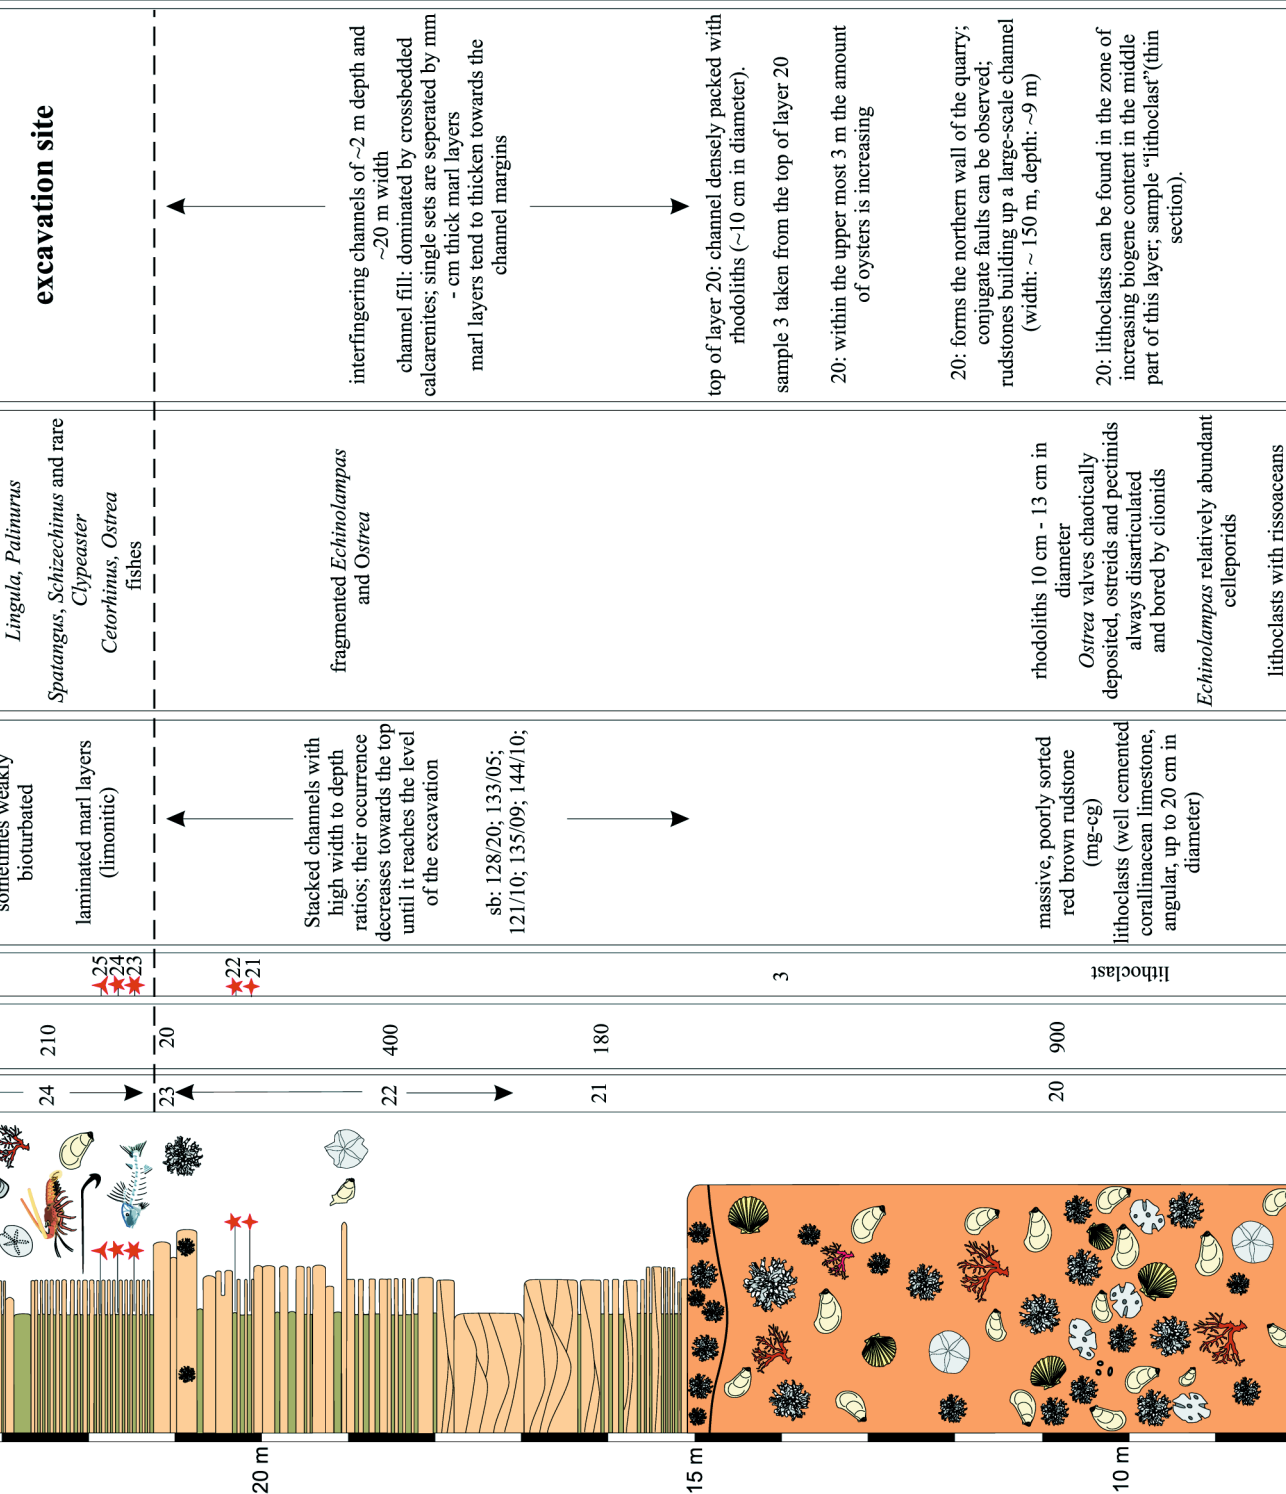 excavation site
interfingering channels of ~2 m depth and
~20 m width
channel fill: dominated by crossbedded
calcarenites; single sets are seperated by mm
- cm thick marl layers
marl layers tend to thicken towards the
channel margins
top of layer 20: channel densely packed with
rhodoliths (~10 cm in diameter).
sample 3 taken from the top of layer 20
20: within the upper most 3 m the amount
of oysters is increasing
20: forms the northern wall of the quarry;
conjugate faults can be observed;
rudstones building up a large-scale channel
(width: ~ 150 m, depth: ~9 m)
20: lithoclasts can be found in the zone of
increasing biogene content in the middle
part of this layer; sample “lithoclast”(thin
section).
Lingula, Palinurus
Spatangus, Schizechinus and rare
Clypeaster
Cetorhinus, Ostrea
fishes
fragmented Echinolampas
and Ostrea
rhodoliths 10 cm - 13 cm in
diameter
Ostrea valves chaotically
deposited, ostreids and pectinids
always disarticulated
and bored by clionids
Echinolampas relatively abundant
celleporids
lithoclasts with rissoaceans
sometimes weakly
bioturbated
laminated marl layers
(limonitic)
Stacked channels with
high width to depth
ratios; their occurrence
decreases towards the top
until it reaches the level
of the excavation
sb: 128/20; 133/05;
121/10; 135/09; 144/10;
massive, poorly sorted
red brown rudstone
(mg-cg)
lithoclasts (well cemented
corallinacean limestone,
angular, up to 20 cm in
diameter)
25
24
23
22
21
3
lithoclast
210
20
400
180
900
24
23
22
21
20
20 m
15 m
10 m